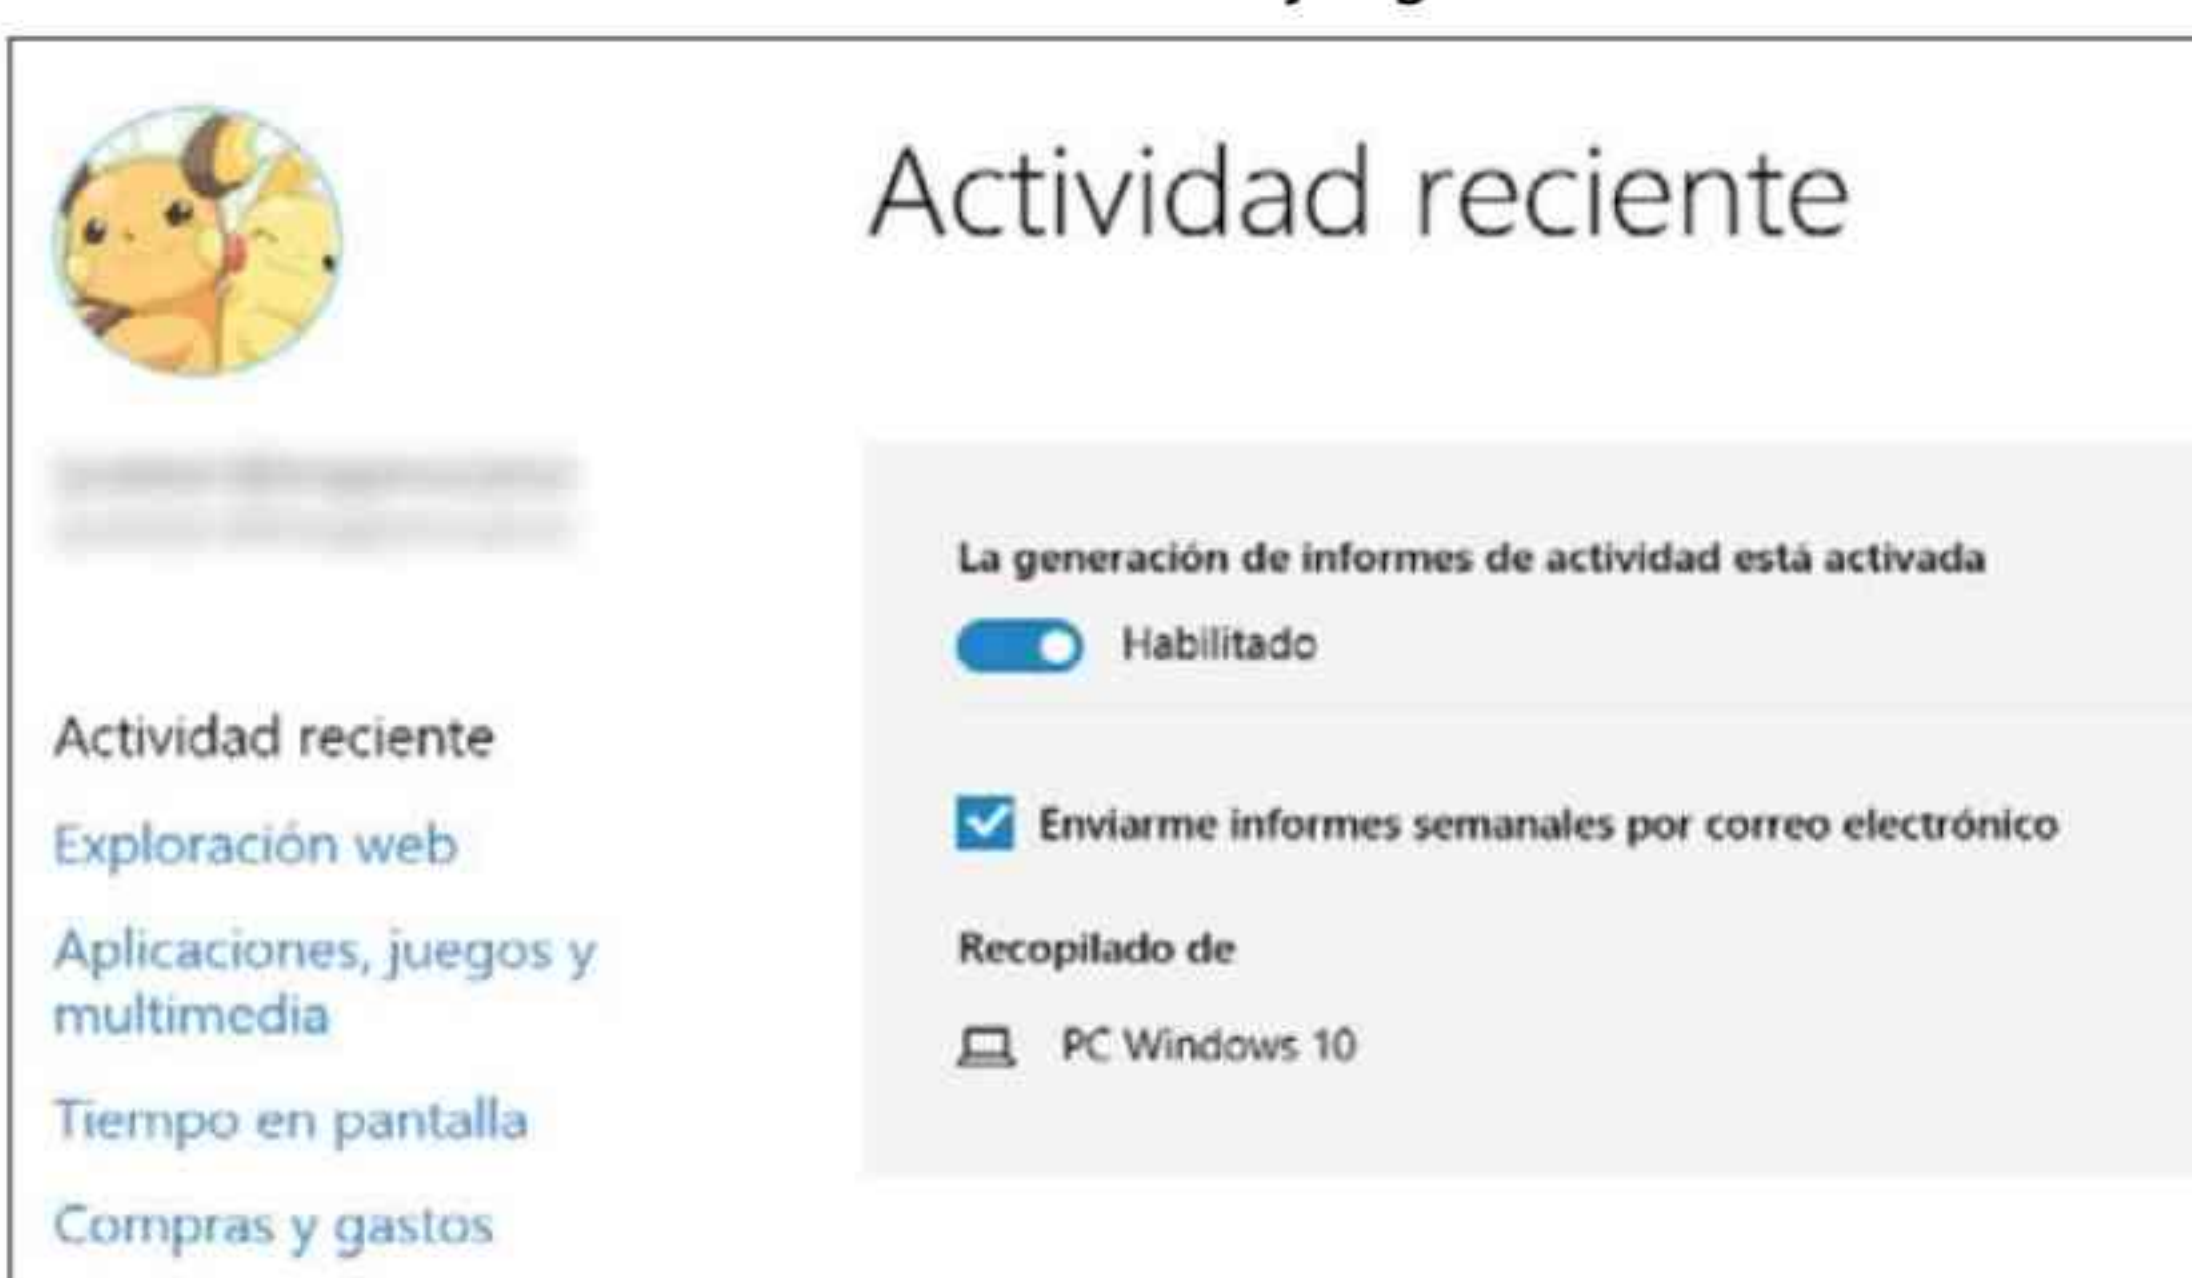 Actividad reciente
La generación de informes de actividad está activada
Habilitado
Actividad reciente
Exploración web
Enviarme informes semanales por correo electrónico
Aplicaciones, juegos y
multimedia
Recopilado de
PC Windows 10
Tiempo en pantalla
Compras y gastos